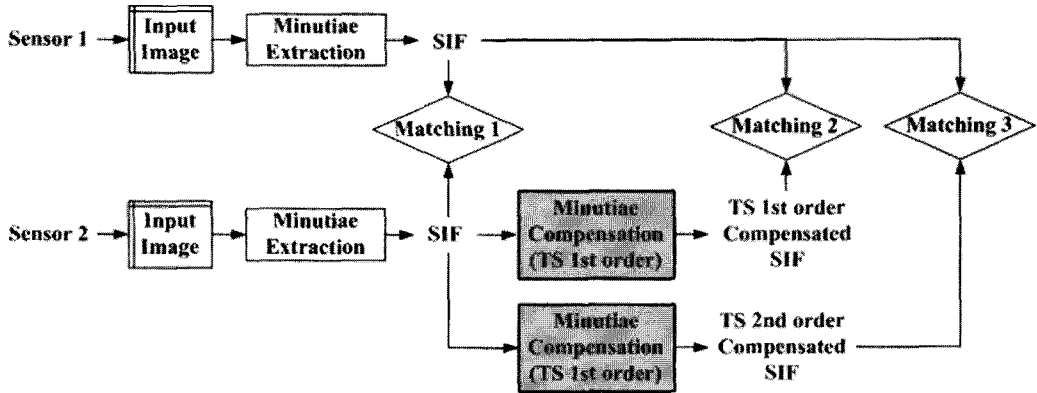 Sensor 1
Input
Image
Minutiae
Extraction
SIF
Matching 1
Matching 2
Matching 3
Sensor 2
Input
Image
Minutiae
Extraction
SIF
Minutiae
Compensation
(TS 1st order)
TS 1st order
Compensated
SIF
Minutiae
Compensation
(TS 1st order)
TS 2nd order
Compensated
SIF